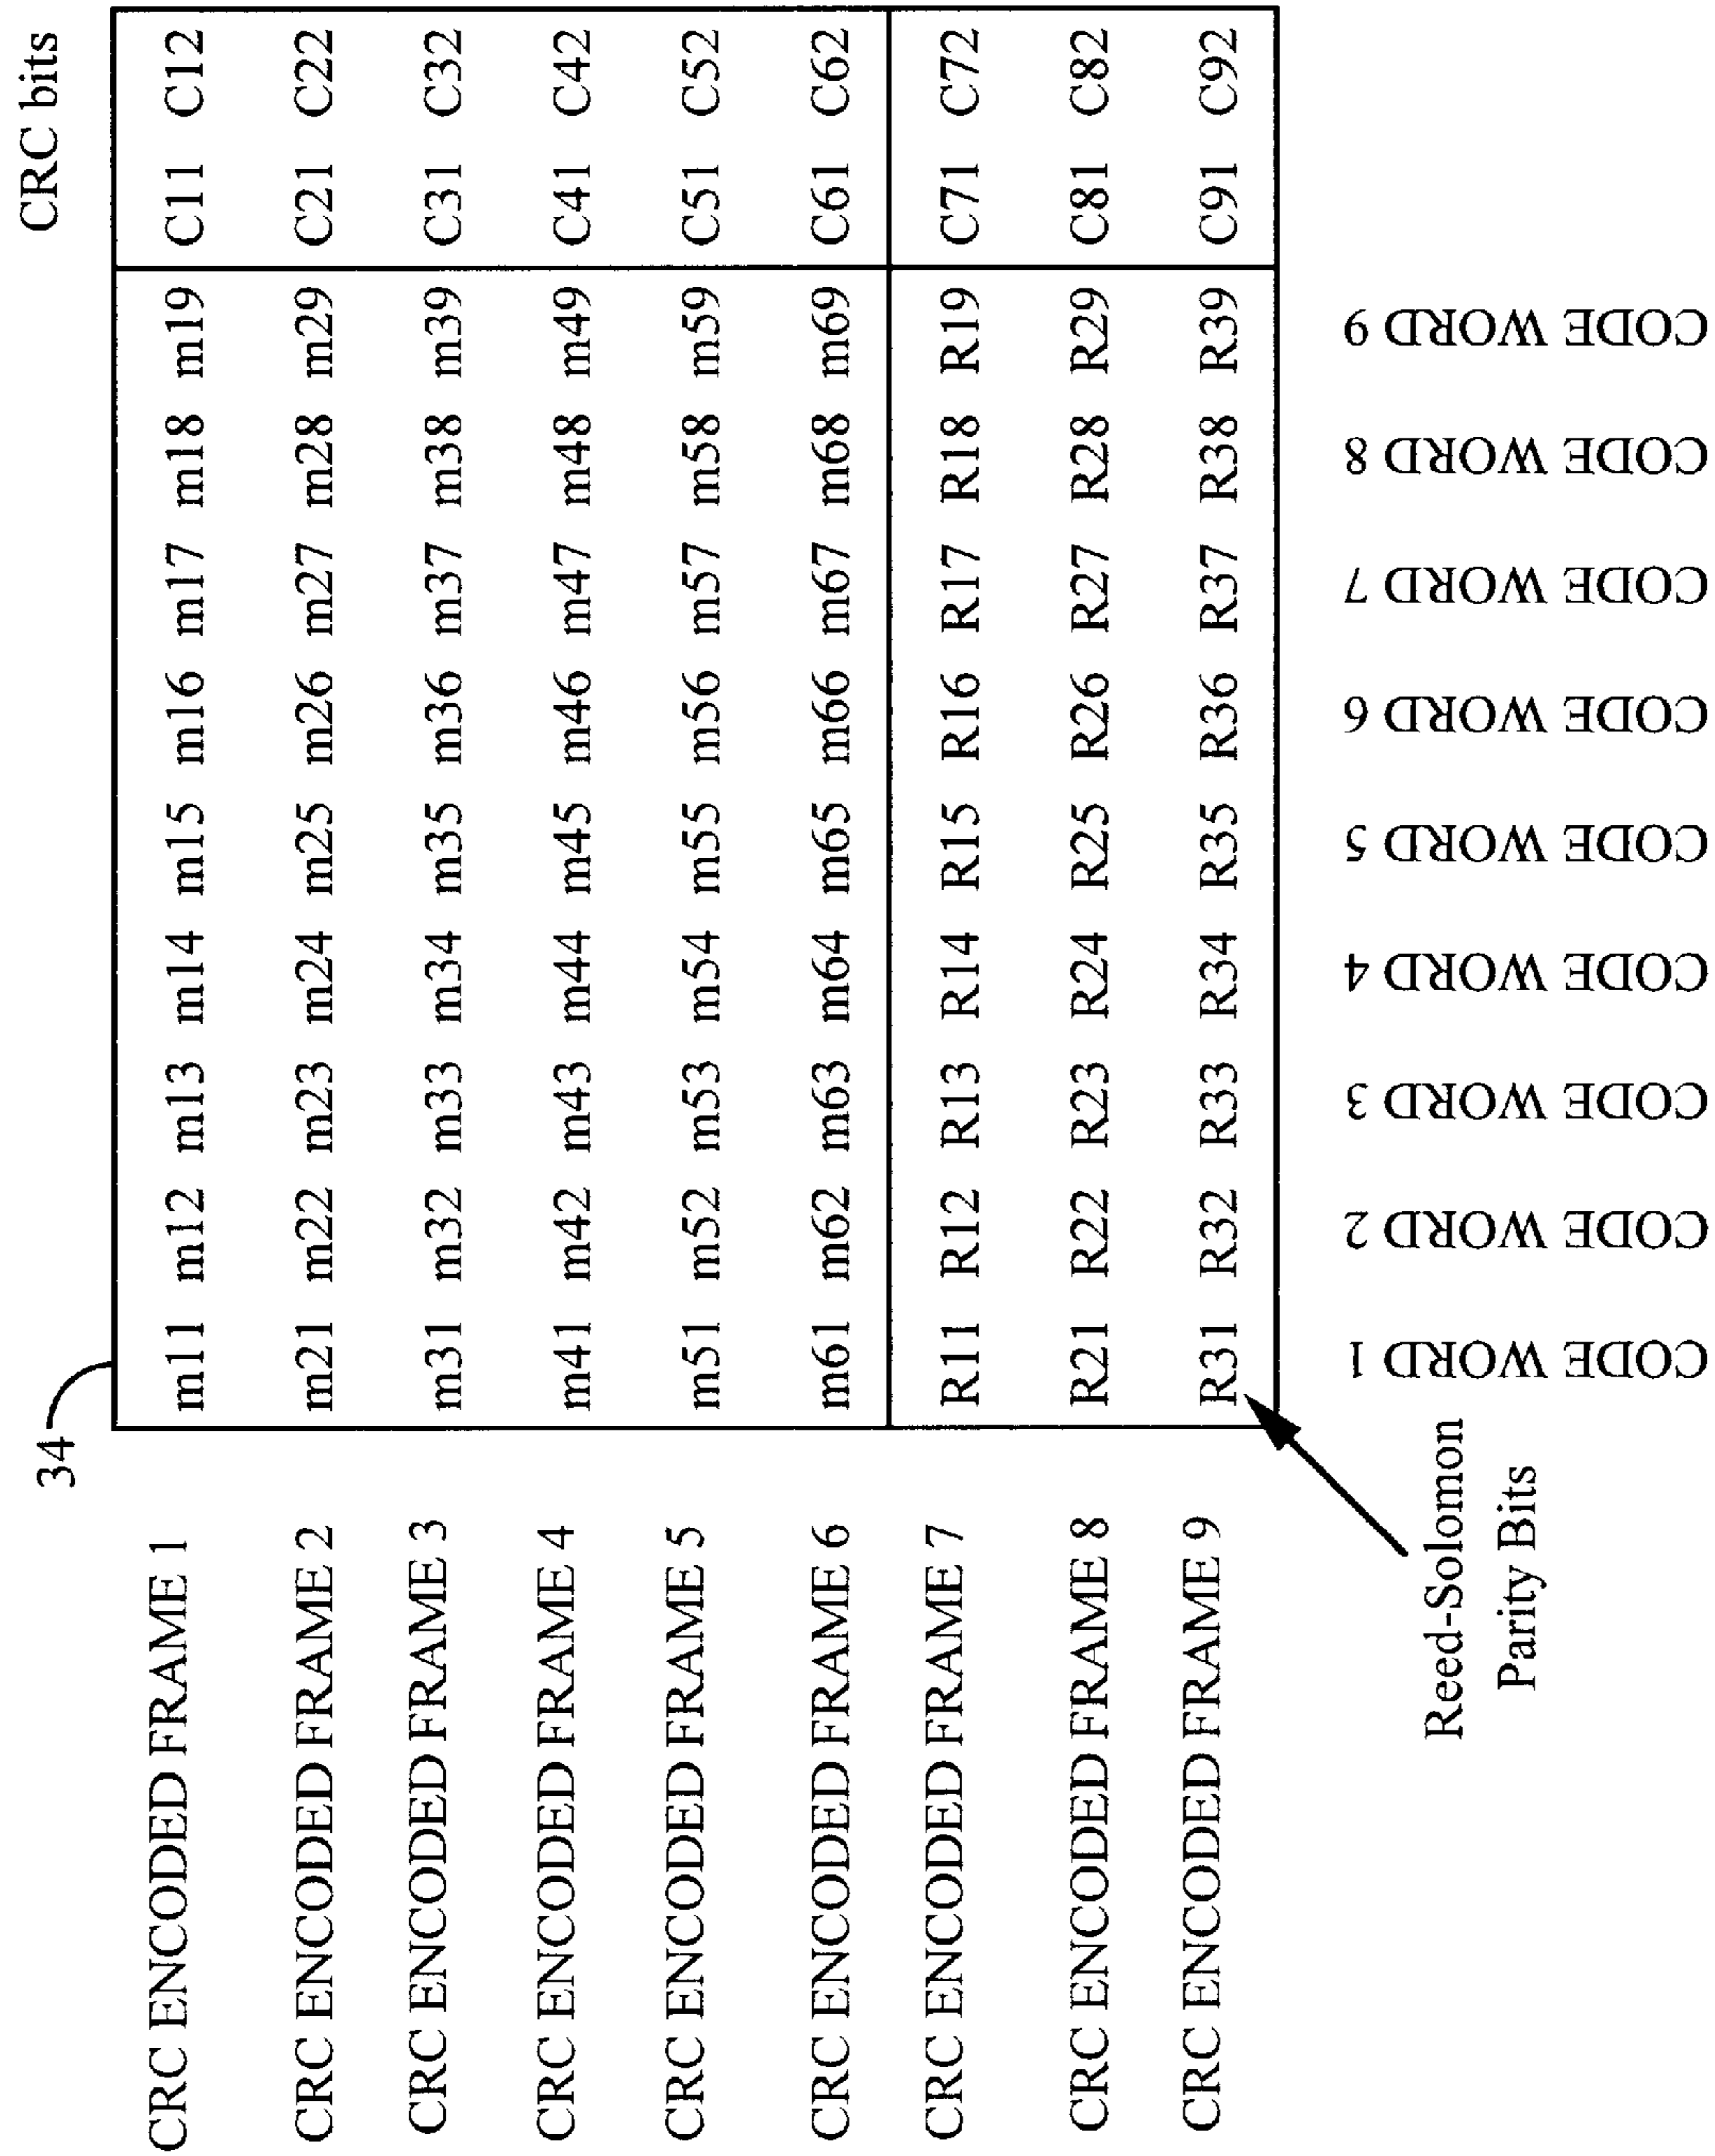 34
CRC bits
CRC ENCODED FRAME 1 m11 m12 m13 m14 m15 m16 m17 m18 m19 C11 C12
CRC ENCODED FRAME 2 m21 m22 m23 m24 m25 m26 m27 m28 m29 C21 C22
CRC ENCODED FRAME 3 m31 m32 m33 m34 m35 m36 m37 m38 m39 C31 C32
CRC ENCODED FRAME 4 m41 m42 m43 m44 m45 m46 m47 m48 m49 C41 C42
CRC ENCODED FRAME 5 m51 m52 m53 m54 m55 m56 m57 m58 m59 C51 C52
CRC ENCODED FRAME 6 m61 m62 m63 m64 m65 m66 m67 m68 m69 C61 C62
CRC ENCODED FRAME 7 R11 R12 R13 R14 R15 R16 R17 R18 R19 C71 C72
CRC ENCODED FRAME 8 R21 R22 R23 R24 R25 R26 R27 R28 R29 C81 C82
CRC ENCODED FRAME 9 R31 R32 R33 R34 R35 R36 R37 R38 R39 C91 C92
Reed-Solomon
Parity Bits
CODE WORD 1
CODE WORD 2
CODE WORD 3
CODE WORD 4
CODE WORD 5
CODE WORD 6
CODE WORD 7
CODE WORD 8
CODE WORD 9